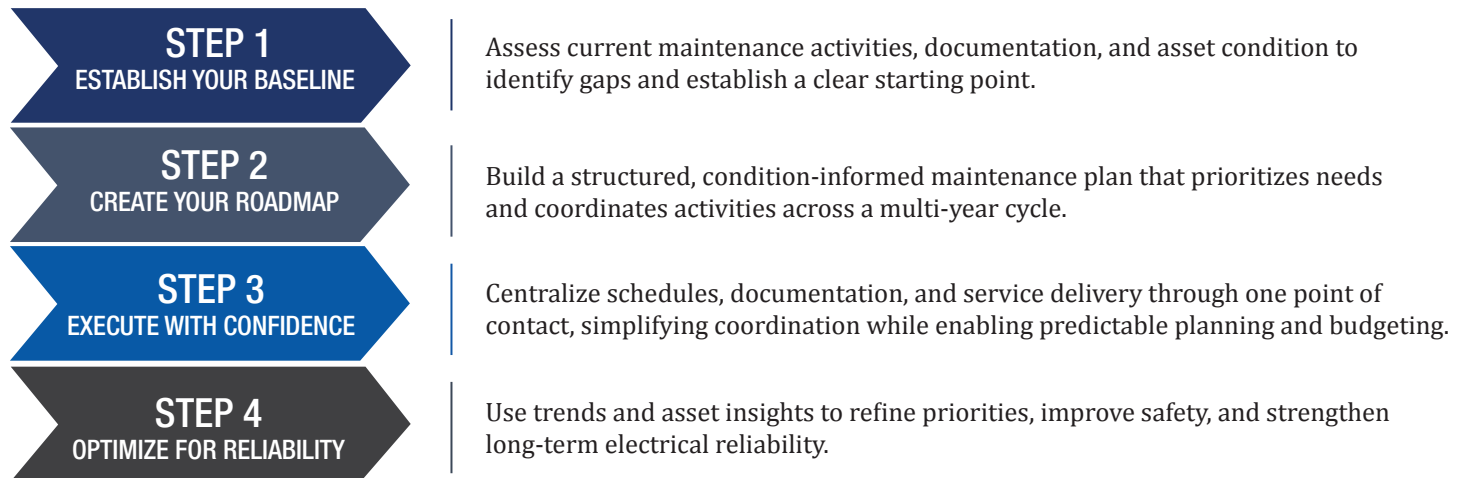 STEP 1
ESTABLISH YOUR BASELINE
Assess current maintenance activities, documentation, and asset condition to
identify gaps and establish a clear starting point.
STEP 2
CREATE YOUR ROADMAP
Build a structured, condition-informed maintenance plan that prioritizes needs
and coordinates activities across a multi-year cycle.
STEP 3
EXECUTE WITH CONFIDENCE
Centralize schedules, documentation, and service delivery through one point of
contact, simplifying coordination while enabling predictable planning and budgeting.
STEP 4
OPTIMIZE FOR RELIABILITY
Use trends and asset insights to refine priorities, improve safety, and strengthen
long-term electrical reliability.